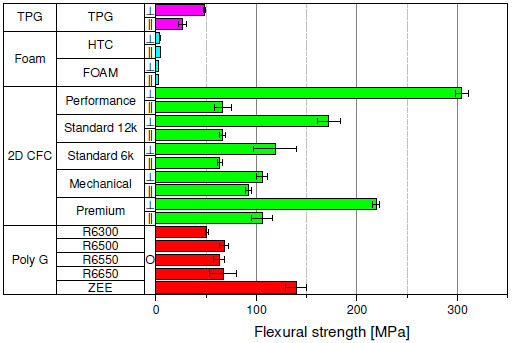 TPG TPG ⊥
∥
Foam HTC ⊥
∥
FOAM ⊥
∥
2D CFC Performance ⊥
∥
Standard 12k ⊥
∥
Standard 6k ⊥
∥
Mechanical ⊥
∥
Premium ⊥
∥
Poly G R6300
R6500
R6550 O
R6650
ZEE
0 100 200 300
Flexural strength [MPa]